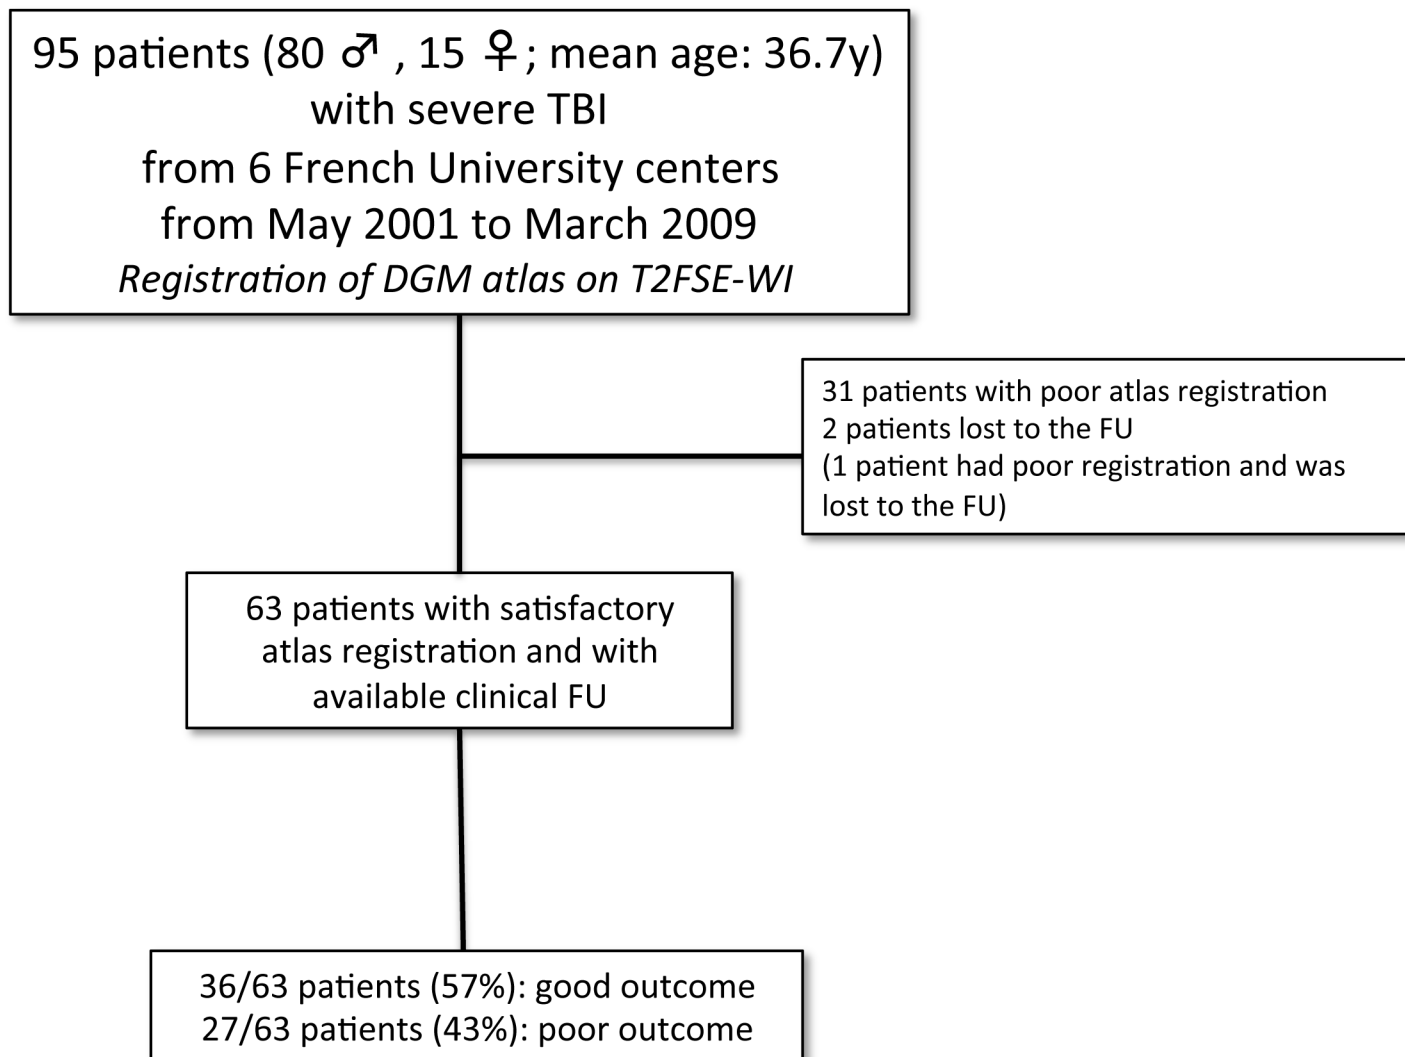 95 patients (80 ♂ , 15 ♀; mean age: 36.7y)
with severe TBI
from 6 French University centers
from May 2001 to March 2009
Registration of DGM atlas on T2FSE-WI
31 patients with poor atlas registration
2 patients lost to the FU
(1 patient had poor registration and was
lost to the FU)
63 patients with satisfactory
atlas registration and with
available clinical FU
36/63 patients (57%): good outcome
27/63 patients (43%): poor outcome